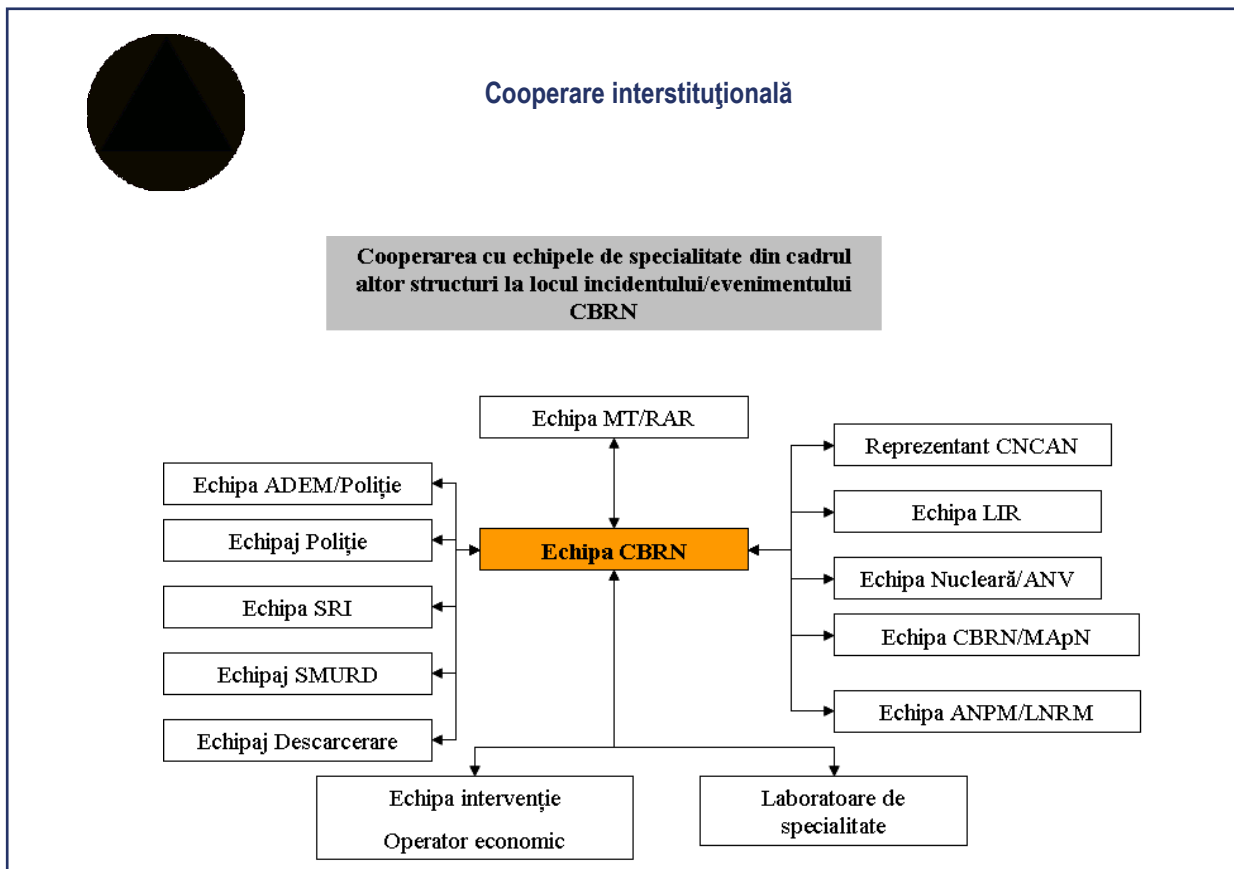 Cooperare interstituţională
Cooperarea cu echipele de specialitate din cadrul
altor structuri la locul incidentului/evenimentului
CBRN
Echipa MT/RAR
Echipa ADEM/Poliție
Echipaj Poliție
Echipa SRI
Echipaj SMURD
Echipaj Descarcerare
Echipa CBRN
Reprezentant CNCAN
Echipa LIR
Echipa Nucleară/ANV
Echipa CBRN/MApN
Echipa ANPM/LNRM
Echipa intervenție
Operator economic
Laboratoare de
specialitate